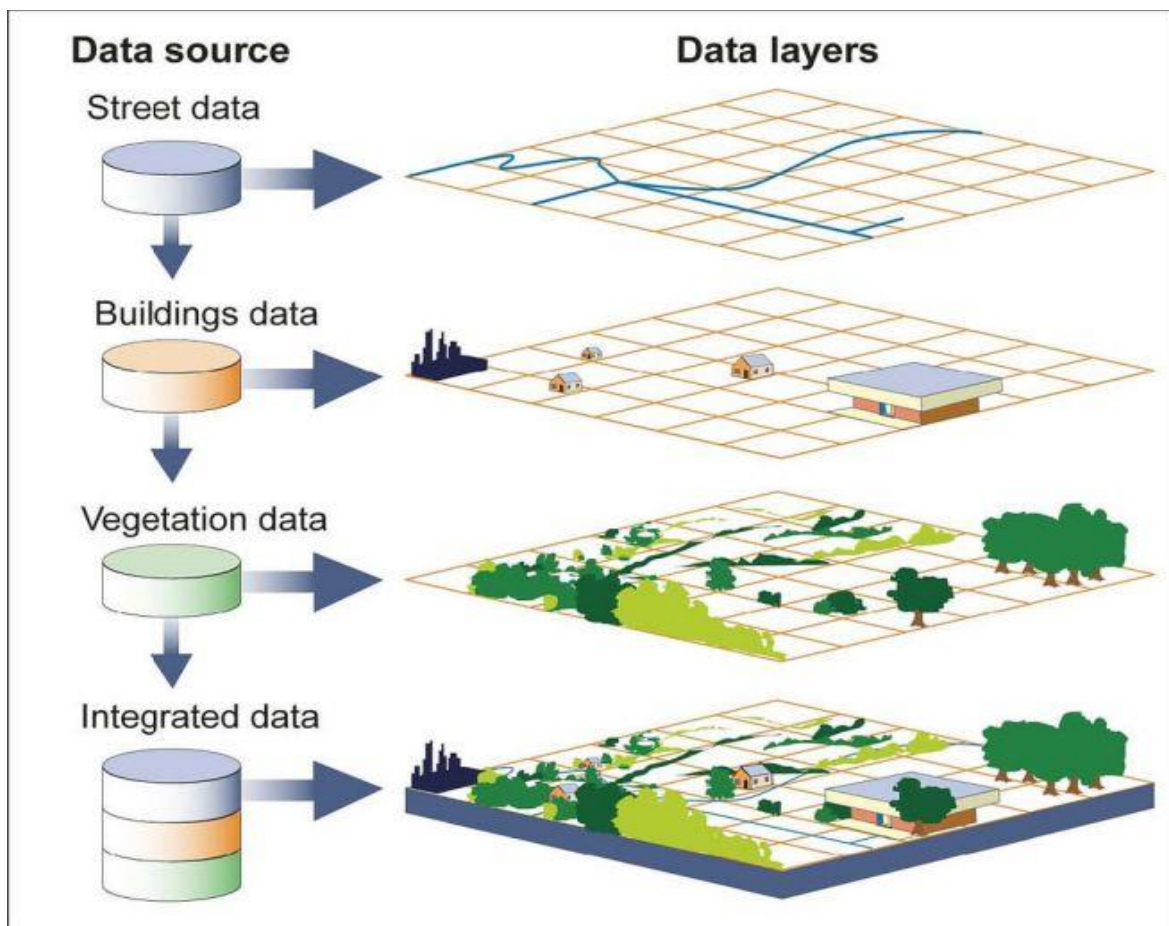 Data source
Data layers
Street data
Buildings data
Vegetation data
Integrated data